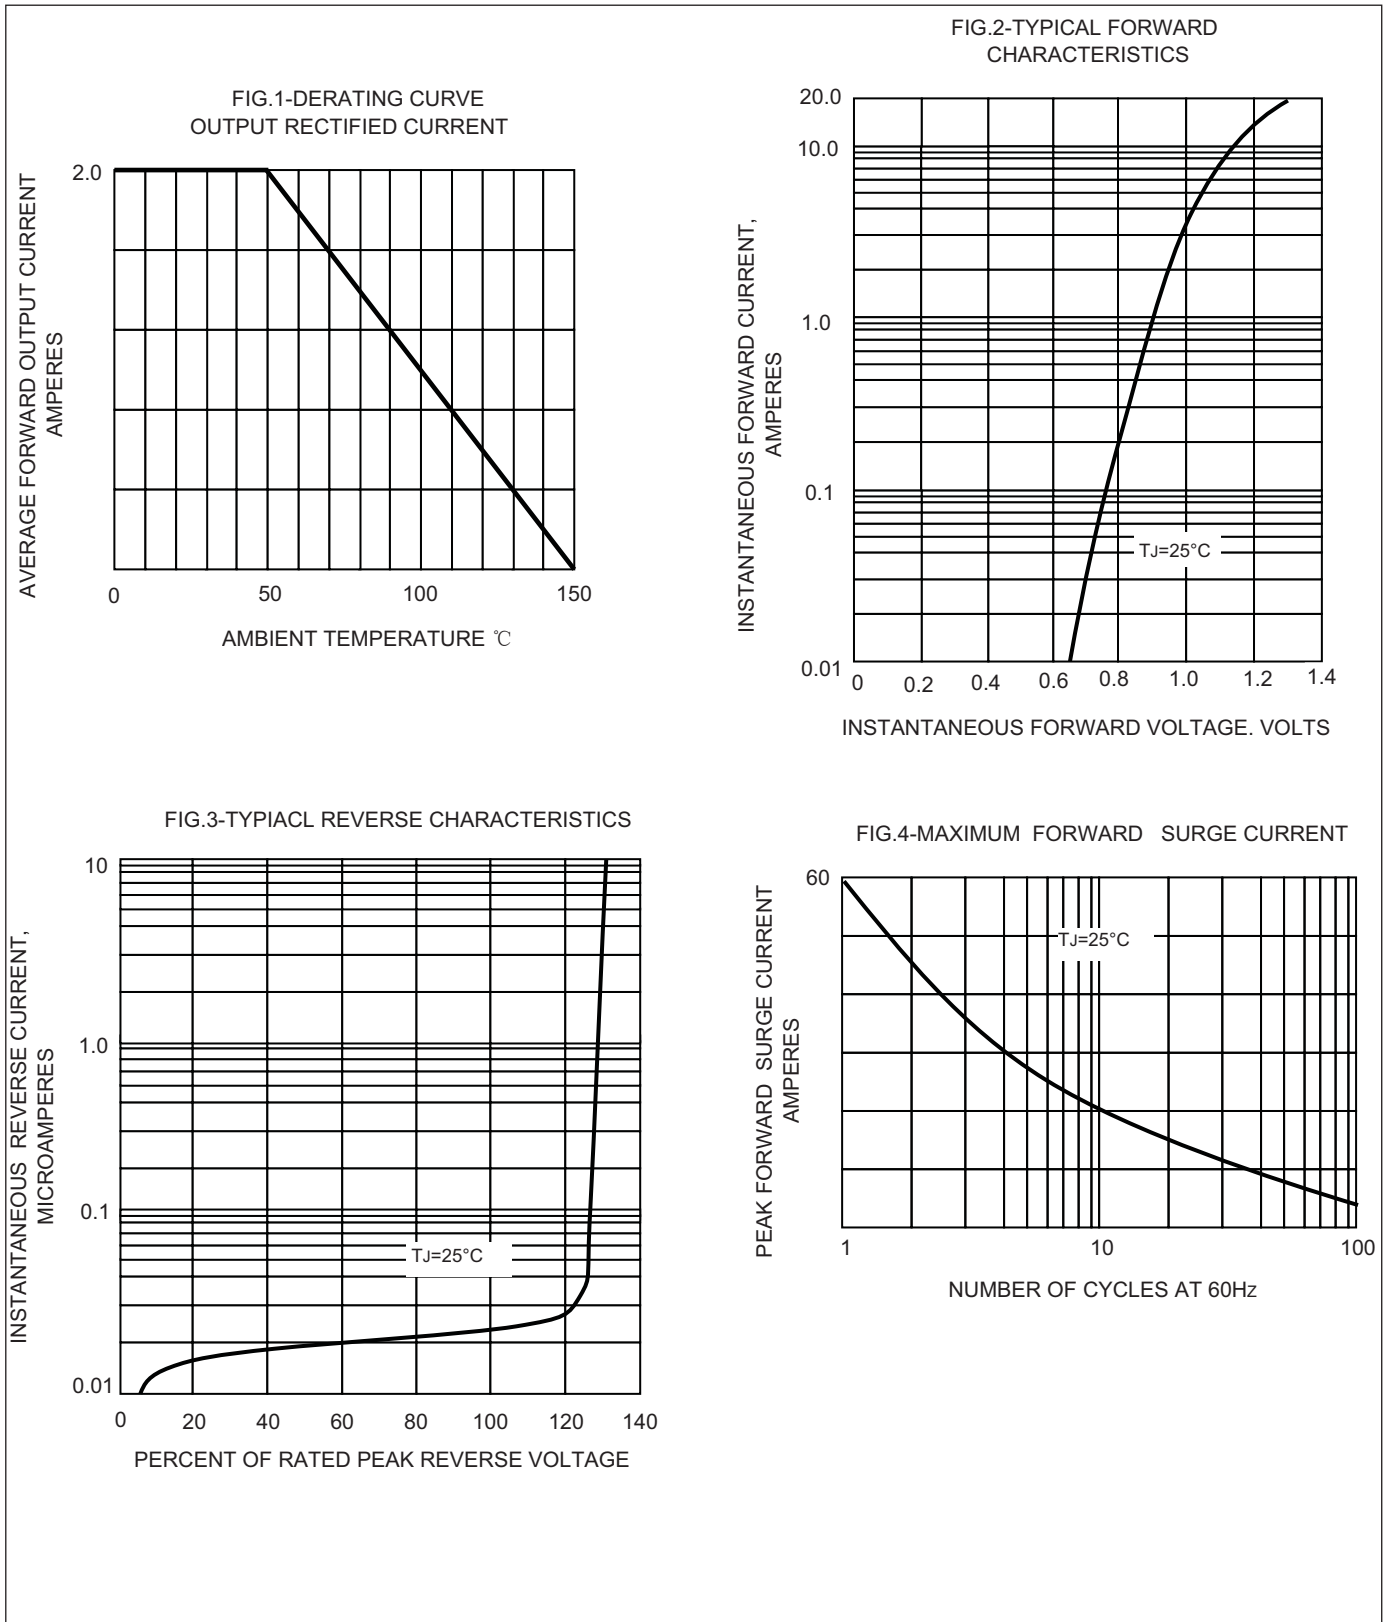 FIG.1-DERATING CURVE
OUTPUT RECTIFIED CURRENT
AVERAGE FORWARD OUTPUT CURRENT
AMPERES
2.0
0
50
100
150
AMBIENT TEMPERATURE ℃
FIG.2-TYPICAL FORWARD
CHARACTERISTICS
INSTANTANEOUS FORWARD CURRENT,
AMPERES
20.0
10.0
1.0
0.1
0.01
TJ=25°C
0
0.2
0.4
0.6
0.8
1.0
1.2
1.4
INSTANTANEOUS FORWARD VOLTAGE. VOLTS
FIG.3-TYPIACL REVERSE CHARACTERISTICS
INSTANTANEOUS REVERSE CURRENT,
MICROAMPERES
10
1.0
0.1
0.01
TJ=25°C
0
20
40
60
80
100
120
140
PERCENT OF RATED PEAK REVERSE VOLTAGE
FIG.4-MAXIMUM FORWARD SURGE CURRENT
PEAK FORWARD SURGE CURRENT
AMPERES
60
TJ=25°C
1
10
100
NUMBER OF CYCLES AT 60Hz